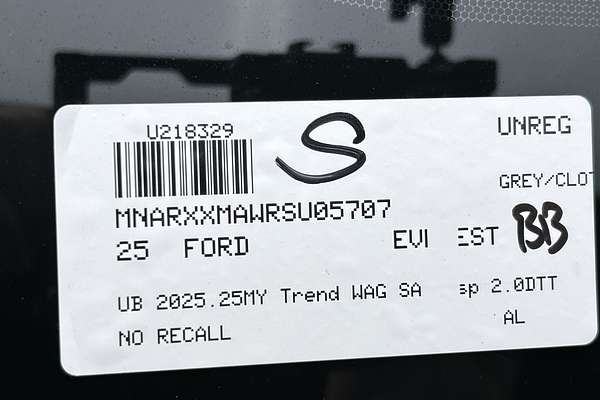 U218329
S
UNREG
GREY/CLOT
MNARXXMAWRSU05707
25 FORD EVI EST BB
UB 2025.25MY Trend WAG SA sp 2.0DTT
NO RECALL AL